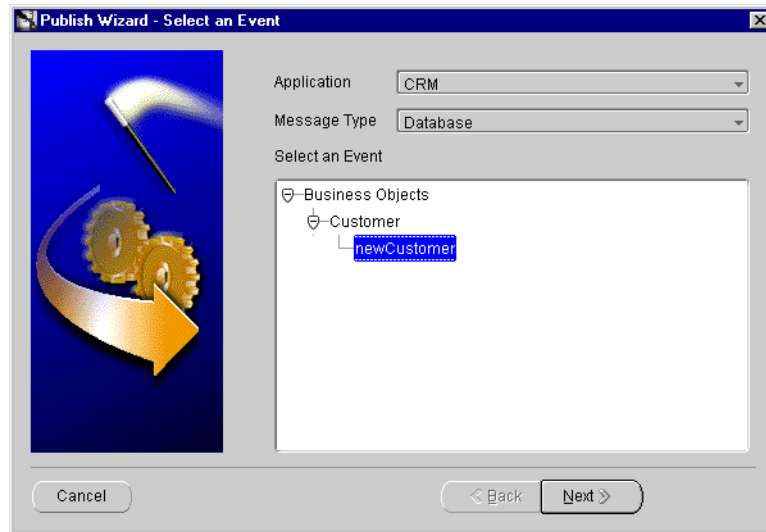 Publish Wizard - Select an Event
Application CRM
Message Type Database
Select an Event
Business Objects
Customer
newCustomer
Cancel Back Next